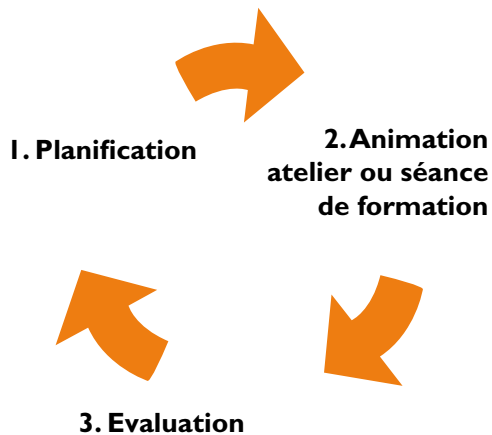 1. Planification
2. Animation
atelier ou séance
de formation
3. Evaluation